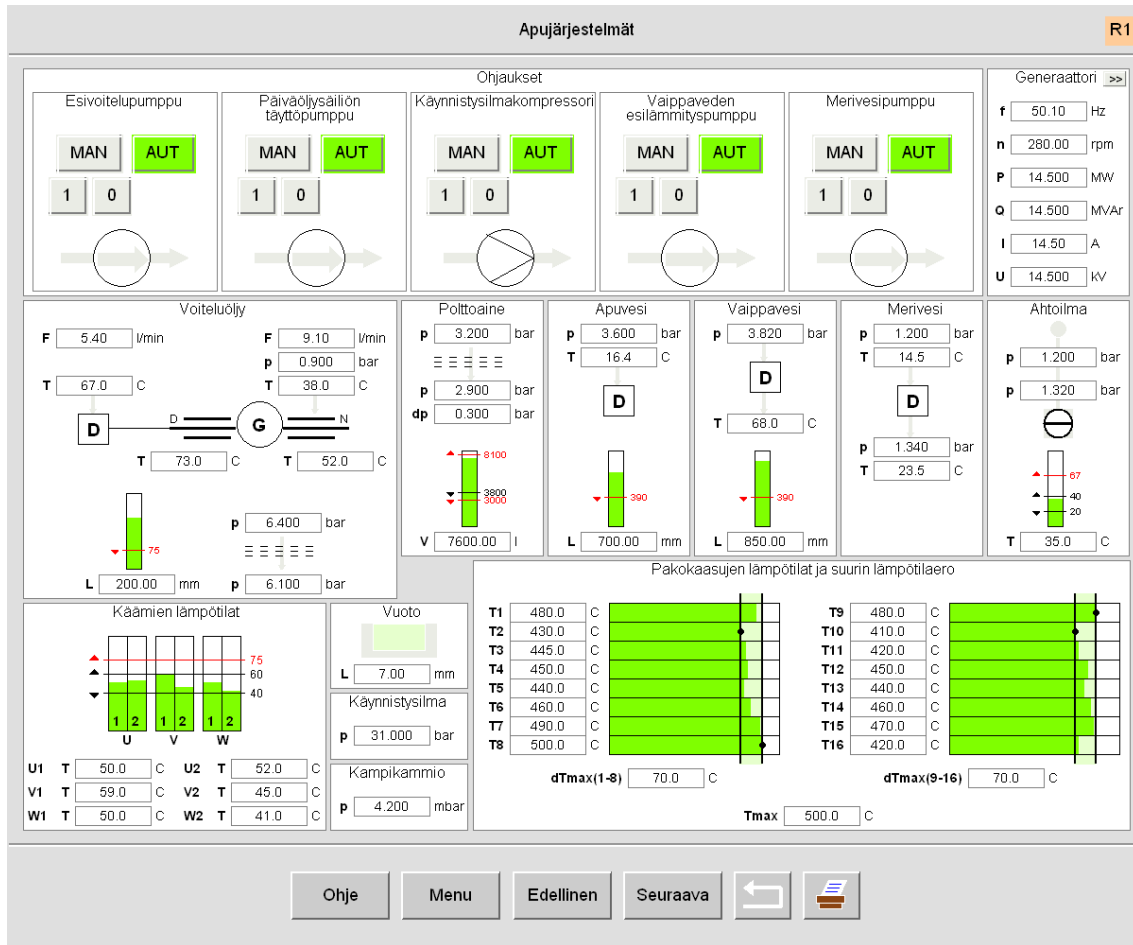 Apujärjestelmät
R1
Ohjaukset
Esivoitelupumppu
MAN AUT
1 0
Päiväöljysäiliön
täyttöpumppu
MAN AUT
1 0
Käynnistysilmakompressori
MAN AUT
1 0
Vaippaveden
esilämmityspumppu
MAN AUT
1 0
Merivesipumppu
MAN AUT
1 0
Generaattori >>
f 50.10 Hz
n 280.00 rpm
P 14.500 MW
Q 14.500 MVAr
I 14.50 A
U 14.500 kV
Voiteluöljy
F 5.40 l/min F 9.10 l/min
p 0.900 bar
T 67.0 C T 38.0 C
D D G N
T 73.0 C T 52.0 C
75
p 6.400 bar
L 200.00 mm p 6.100 bar
Polttoaine
p 3.200 bar
p 2.900 bar
dp 0.300 bar
8100
3800
3000
V 7600.00 l
Apuvesi
p 3.600 bar
T 16.4 C
D
390
L 700.00 mm
Vaippavesi
p 3.820 bar
D
T 68.0 C
390
L 850.00 mm
Merivesi
p 1.200 bar
T 14.5 C
D
p 1.340 bar
T 23.5 C
Ahtoilma
p 1.200 bar
p 1.320 bar
67
40
20
T 35.0 C
Käämien lämpötilat
75
60
40
1 2 1 2 1 2
U V W
U1 T 50.0 C U2 T 52.0 C
V1 T 59.0 C V2 T 45.0 C
W1 T 50.0 C W2 T 41.0 C
Vuoto
L 7.00 mm
Käynnistysilma
p 31.000 bar
Kampikammio
p 4.200 mbar
Pakokaasujen lämpötilat ja suurin lämpötilaero
T1 480.0 C T9 480.0 C
T2 430.0 C T10 410.0 C
T3 445.0 C T11 420.0 C
T4 450.0 C T12 450.0 C
T5 440.0 C T13 440.0 C
T6 460.0 C T14 460.0 C
T7 490.0 C T15 470.0 C
T8 500.0 C T16 420.0 C
dTmax(1-8) 70.0 C dTmax(9-16) 70.0 C
Tmax 500.0 C
Ohje Menu Edellinen Seuraava